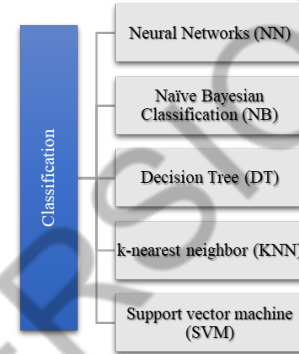 Classification
Neural Networks (NN)
Naïve Bayesian
Classification (NB)
Decision Tree (DT)
k-nearest neighbor (KNN)
Support vector machine
(SVM)